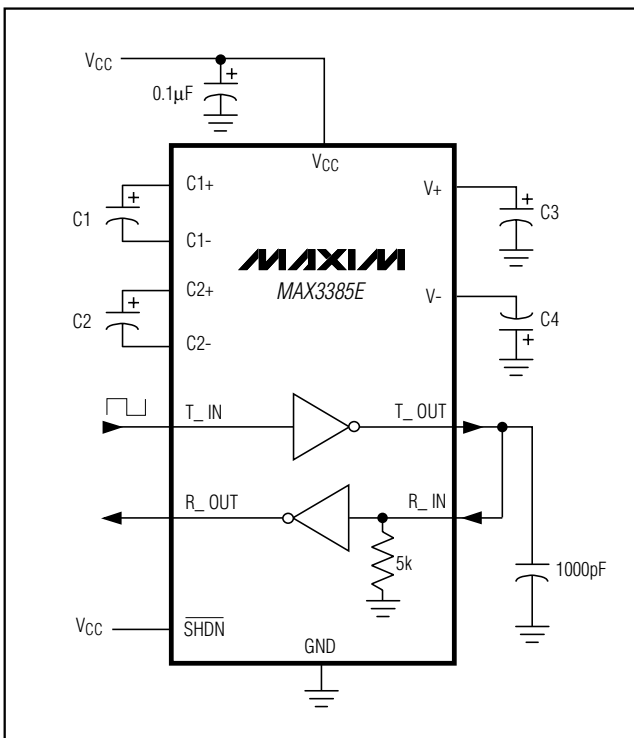 VCC
0.1µF
+
VCC
C1+
C1
+
C1-
V+
+
C3
MAXIM
MAX3385E
C2+
C2
+
C2-
V-
C4
+
T_ IN
T_ OUT
R_ OUT
R_ IN
5k
1000pF
VCC
SHDN
GND